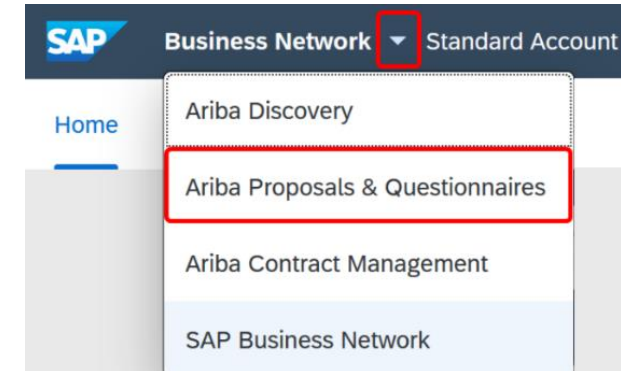 SAP Business Network Standard Account
Home
Ariba Discovery
Ariba Proposals & Questionnaires
Ariba Contract Management
SAP Business Network